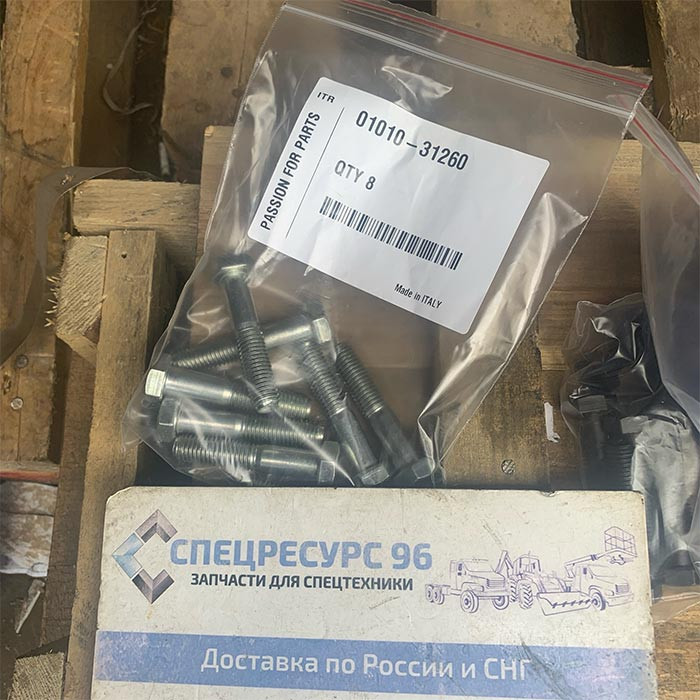 ITR
PASSION FOR PARTS
01010-31260
QTY 8
Made in ITALY
СПЕЦРЕСУРС 96
ЗАПЧАСТИ ДЛЯ СПЕЦТЕХНИКИ
Доставка по России и СНГ